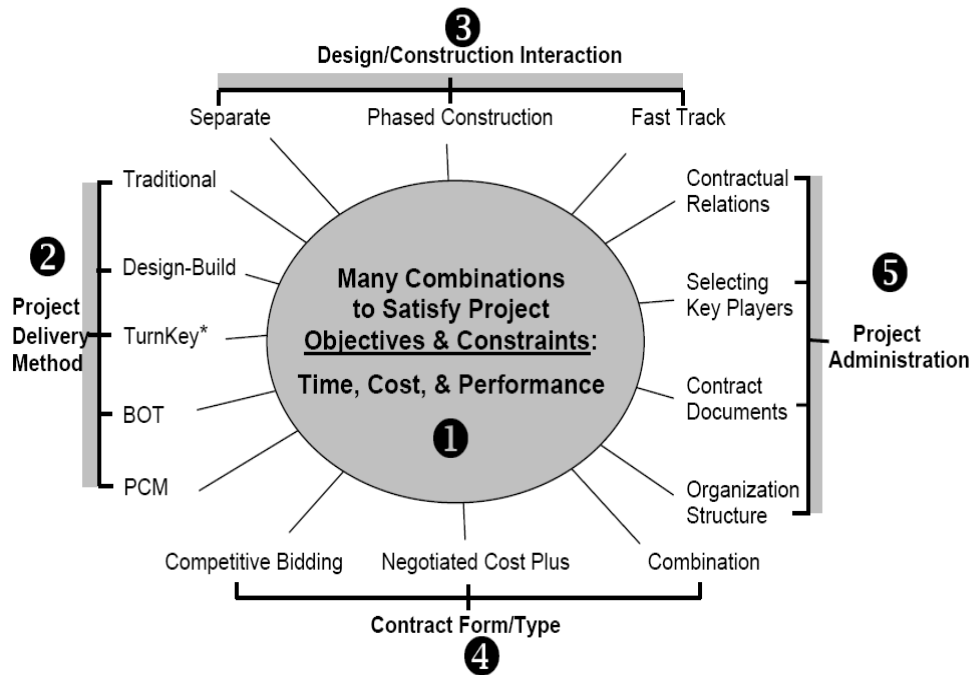 3
Design/Construction Interaction
Separate
Phased Construction
Fast Track
Traditional
Design-Build
TurnKey*
BOT
PCM
2
Project
Delivery
Method
Many Combinations
to Satisfy Project
Objectives & Constraints:
Time, Cost, & Performance
1
Contractual
Relations
Selecting
Key Players
Contract
Documents
Organization
Structure
5
Project
Administration
Competitive Bidding
Negotiated Cost Plus
Combination
Contract Form/Type
4